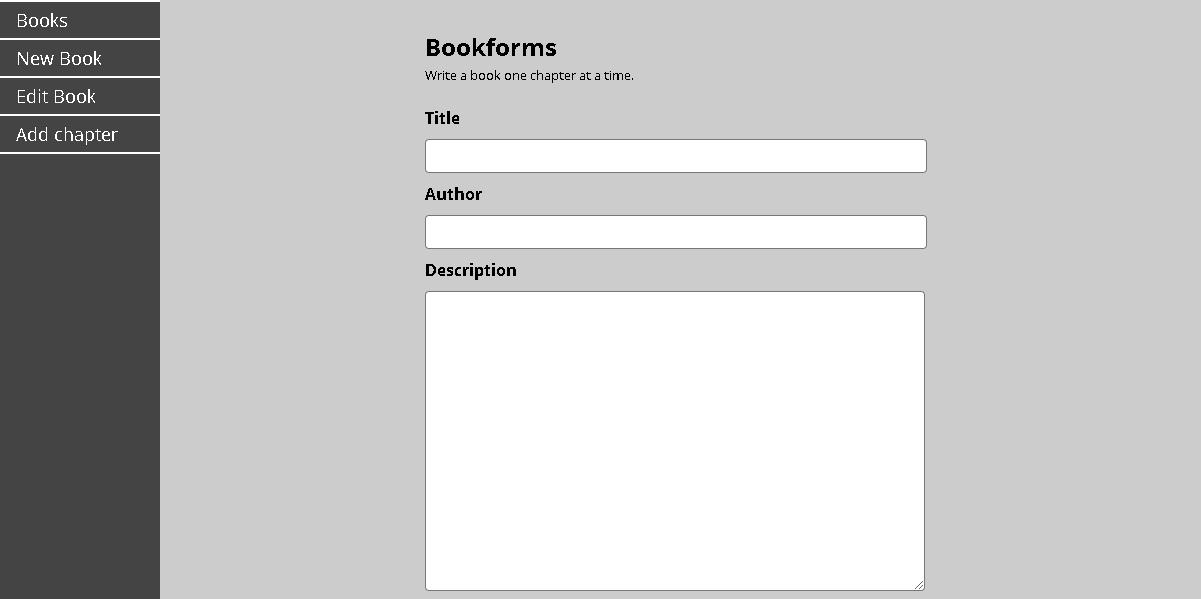 Books
New Book
Edit Book
Add chapter
Bookforms
Write a book one chapter at a time.
Title
Author
Description